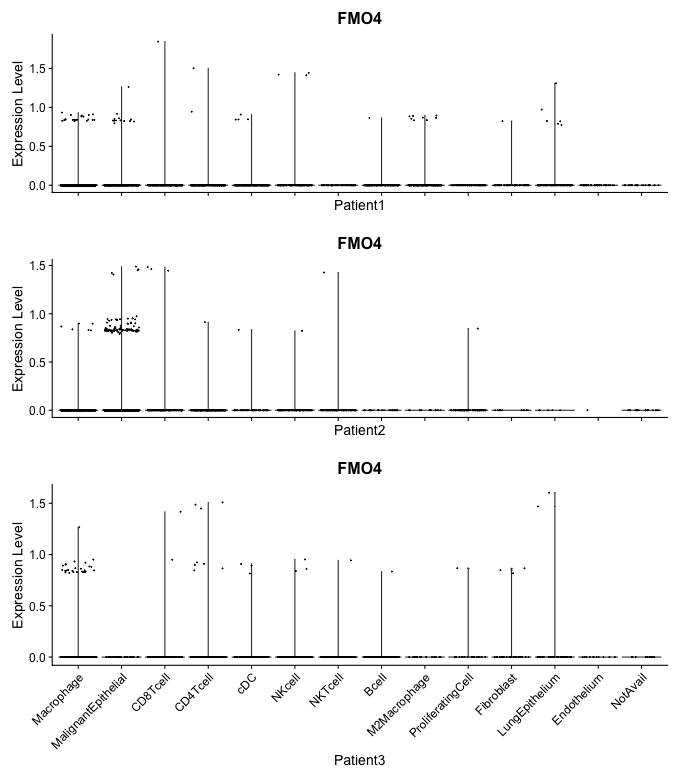 FMO4
Expression Level
1.5
1.0
0.5
0.0
Patient1
FMO4
Expression Level
1.5
1.0
0.5
0.0
Patient2
FMO4
Expression Level
1.5
1.0
0.5
0.0
Macrophage
MalignantEpithelial
CD8Tcell
CD4Tcell
cDC
NKcell
NKTcell
Bcell
M2Macrophage
ProliferatingCell
Fibroblast
LungEpithelium
Endothelium
NotAvail
Patient3